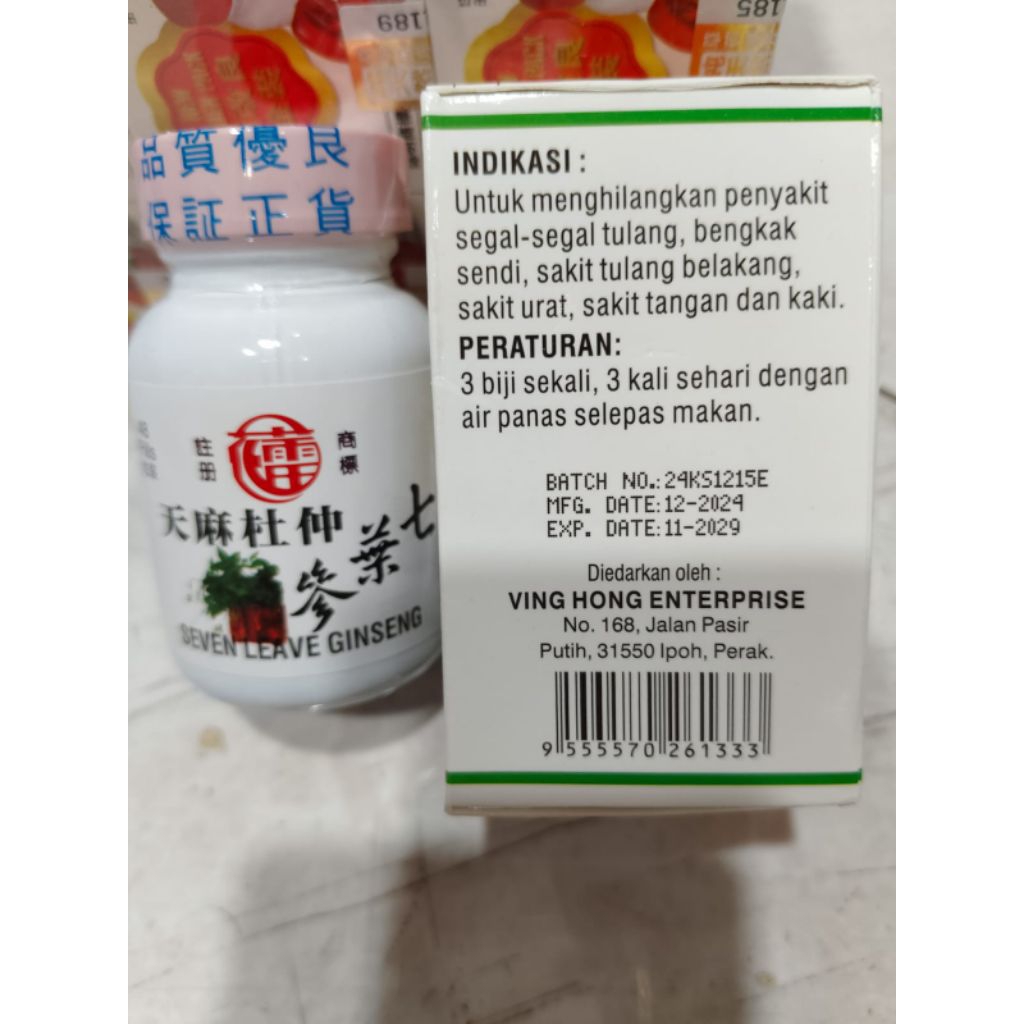 189
185
品質優良
保証正貨
註册
商標
天麻杜仲
七葉參
SEVEN LEAVE GINSENG
INDIKASI :
Untuk menghilangkan penyakit
segal-segal tulang, bengkak
sendi, sakit tulang belakang,
sakit urat, sakit tangan dan kaki.
PERATURAN:
3 biji sekali, 3 kali sehari dengan
air panas selepas makan.
BATCH NO.:24KS1215E
MFG. DATE:12-2024
EXP. DATE:11-2029
Diedarkan oleh :
VING HONG ENTERPRISE
No. 168, Jalan Pasir
Putih, 31550 Ipoh, Perak.
9 555570 261333